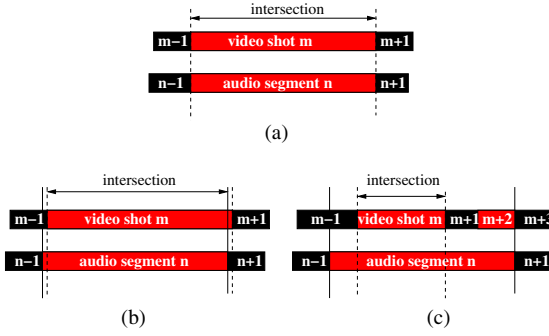 intersection
m−1 video shot m m+1
n−1 audio segment n n+1
(a)
intersection
m−1 video shot m m+1
n−1 audio segment n n+1
(b)
intersection
m−1 video shot m m+1 m+2 m+3
n−1 audio segment n n+1
(c)